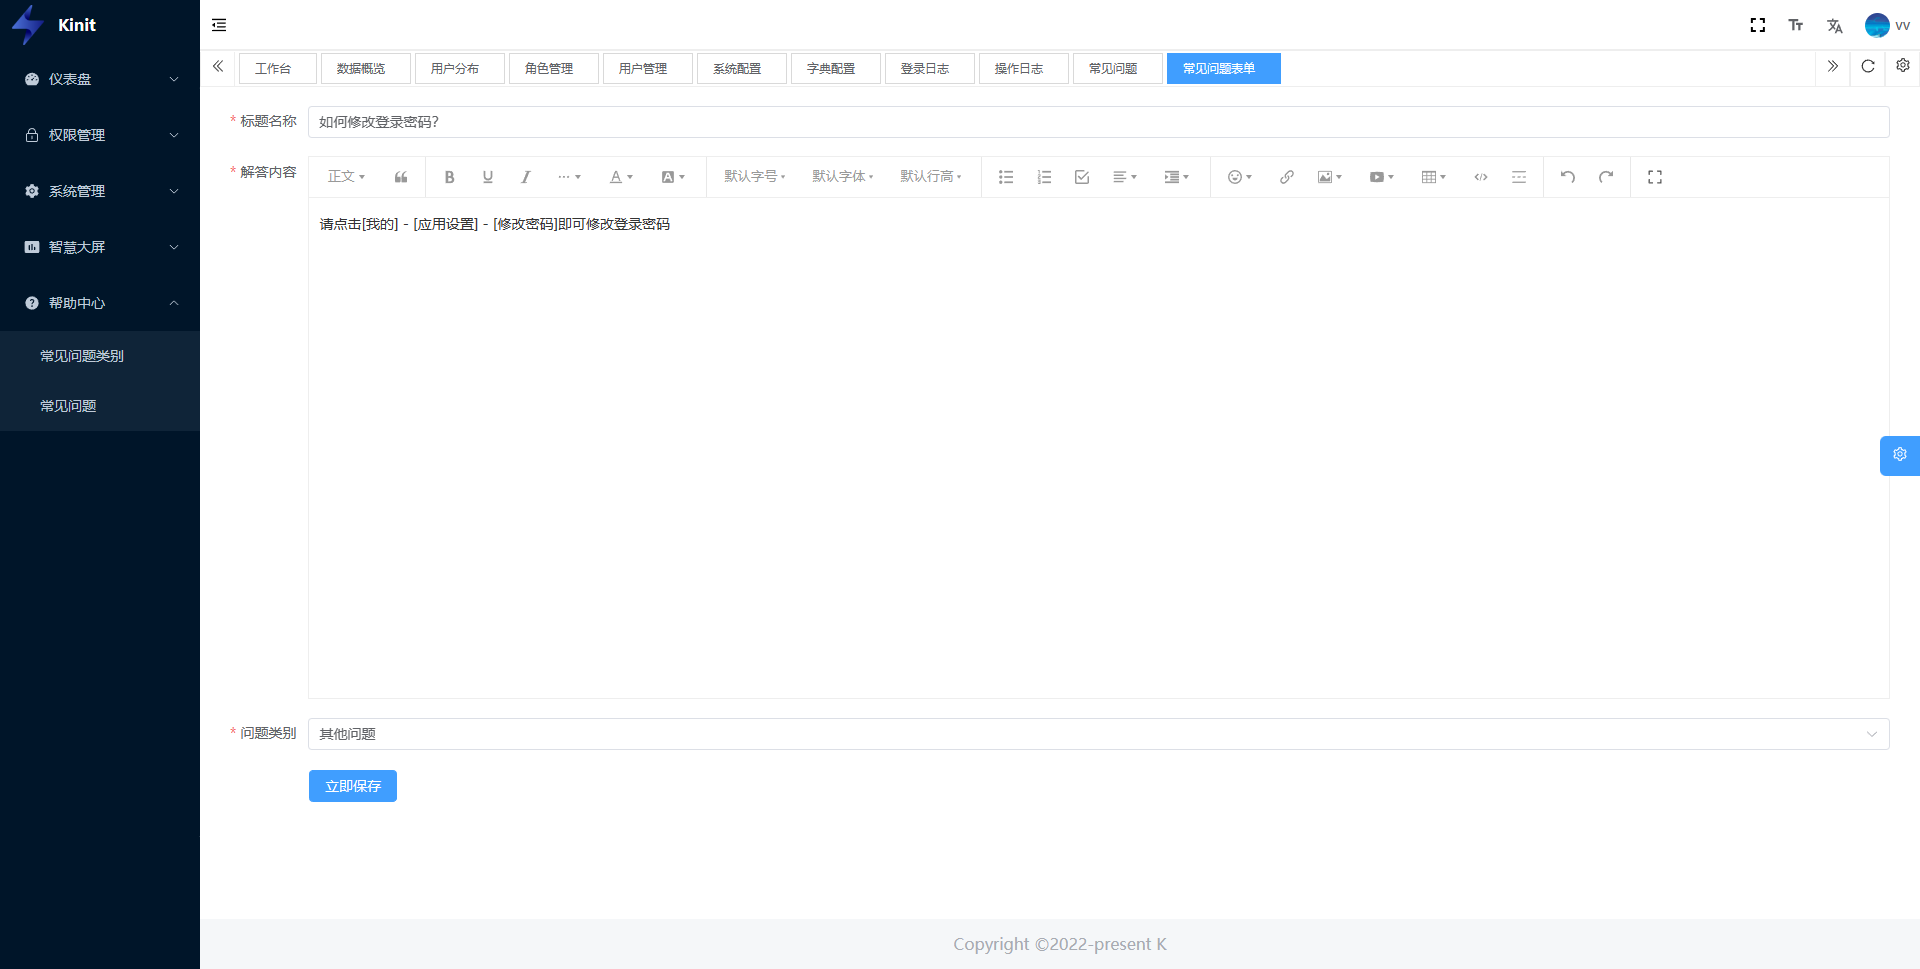 Kinit
vv
工作台
数据概览
用户分布
角色管理
用户管理
系统配置
字典配置
登录日志
操作日志
常见问题
常见问题表单
仪表盘
权限管理
系统管理
智慧大屏
帮助中心
常见问题类别
常见问题
* 标题名称
如何修改登录密码?
* 解答内容
正文
默认字号
默认字体
默认行高
请点击[我的] - [应用设置] - [修改密码]即可修改登录密码
* 问题类别
其他问题
立即保存
Copyright ©2022-present K